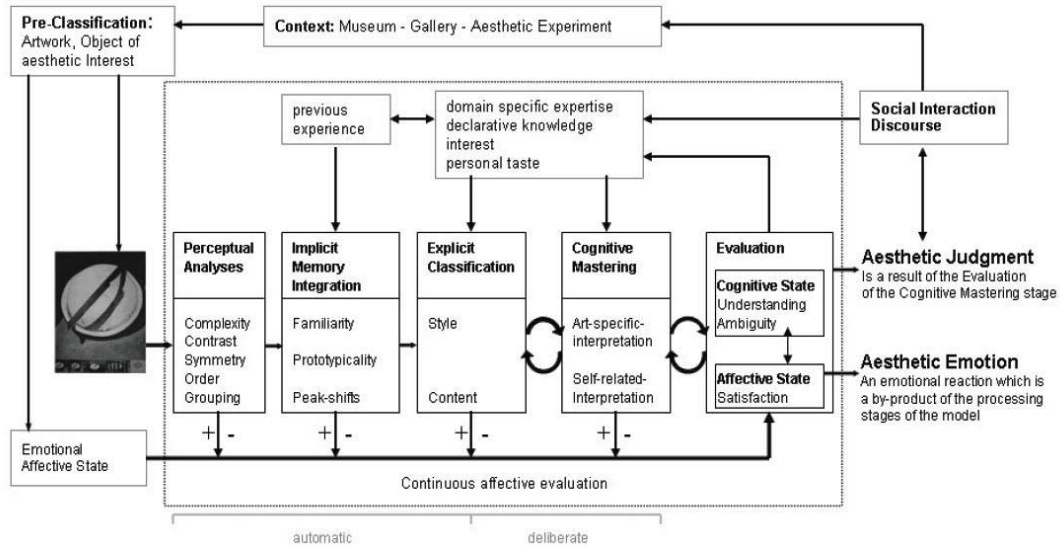 Pre-Classification:
Artwork, Object of
aesthetic Interest
Context: Museum - Gallery - Aesthetic Experiment
previous
experience
domain specific expertise
declarative knowledge
interest
personal taste
Social Interaction
Discourse
Perceptual
Analyses
Complexity
Contrast
Symmetry
Order
Grouping
Implicit
Memory
Integration
Familiarity
Prototypicality
Peak-shifts
Explicit
Classification
Style
Content
Cognitive
Mastering
Art-specific-
interpretation
Self-related-
Interpretation
Evaluation
Cognitive State
Understanding
Ambiguity
Affective State
Satisfaction
Aesthetic Judgment
Is a result of the Evaluation
of the Cognitive Mastering stage
Aesthetic Emotion
An emotional reaction which is
a by-product of the processing
stages of the model
+ -
+ -
+ -
+ -
Emotional
Affective State
Continuous affective evaluation
automatic
deliberate